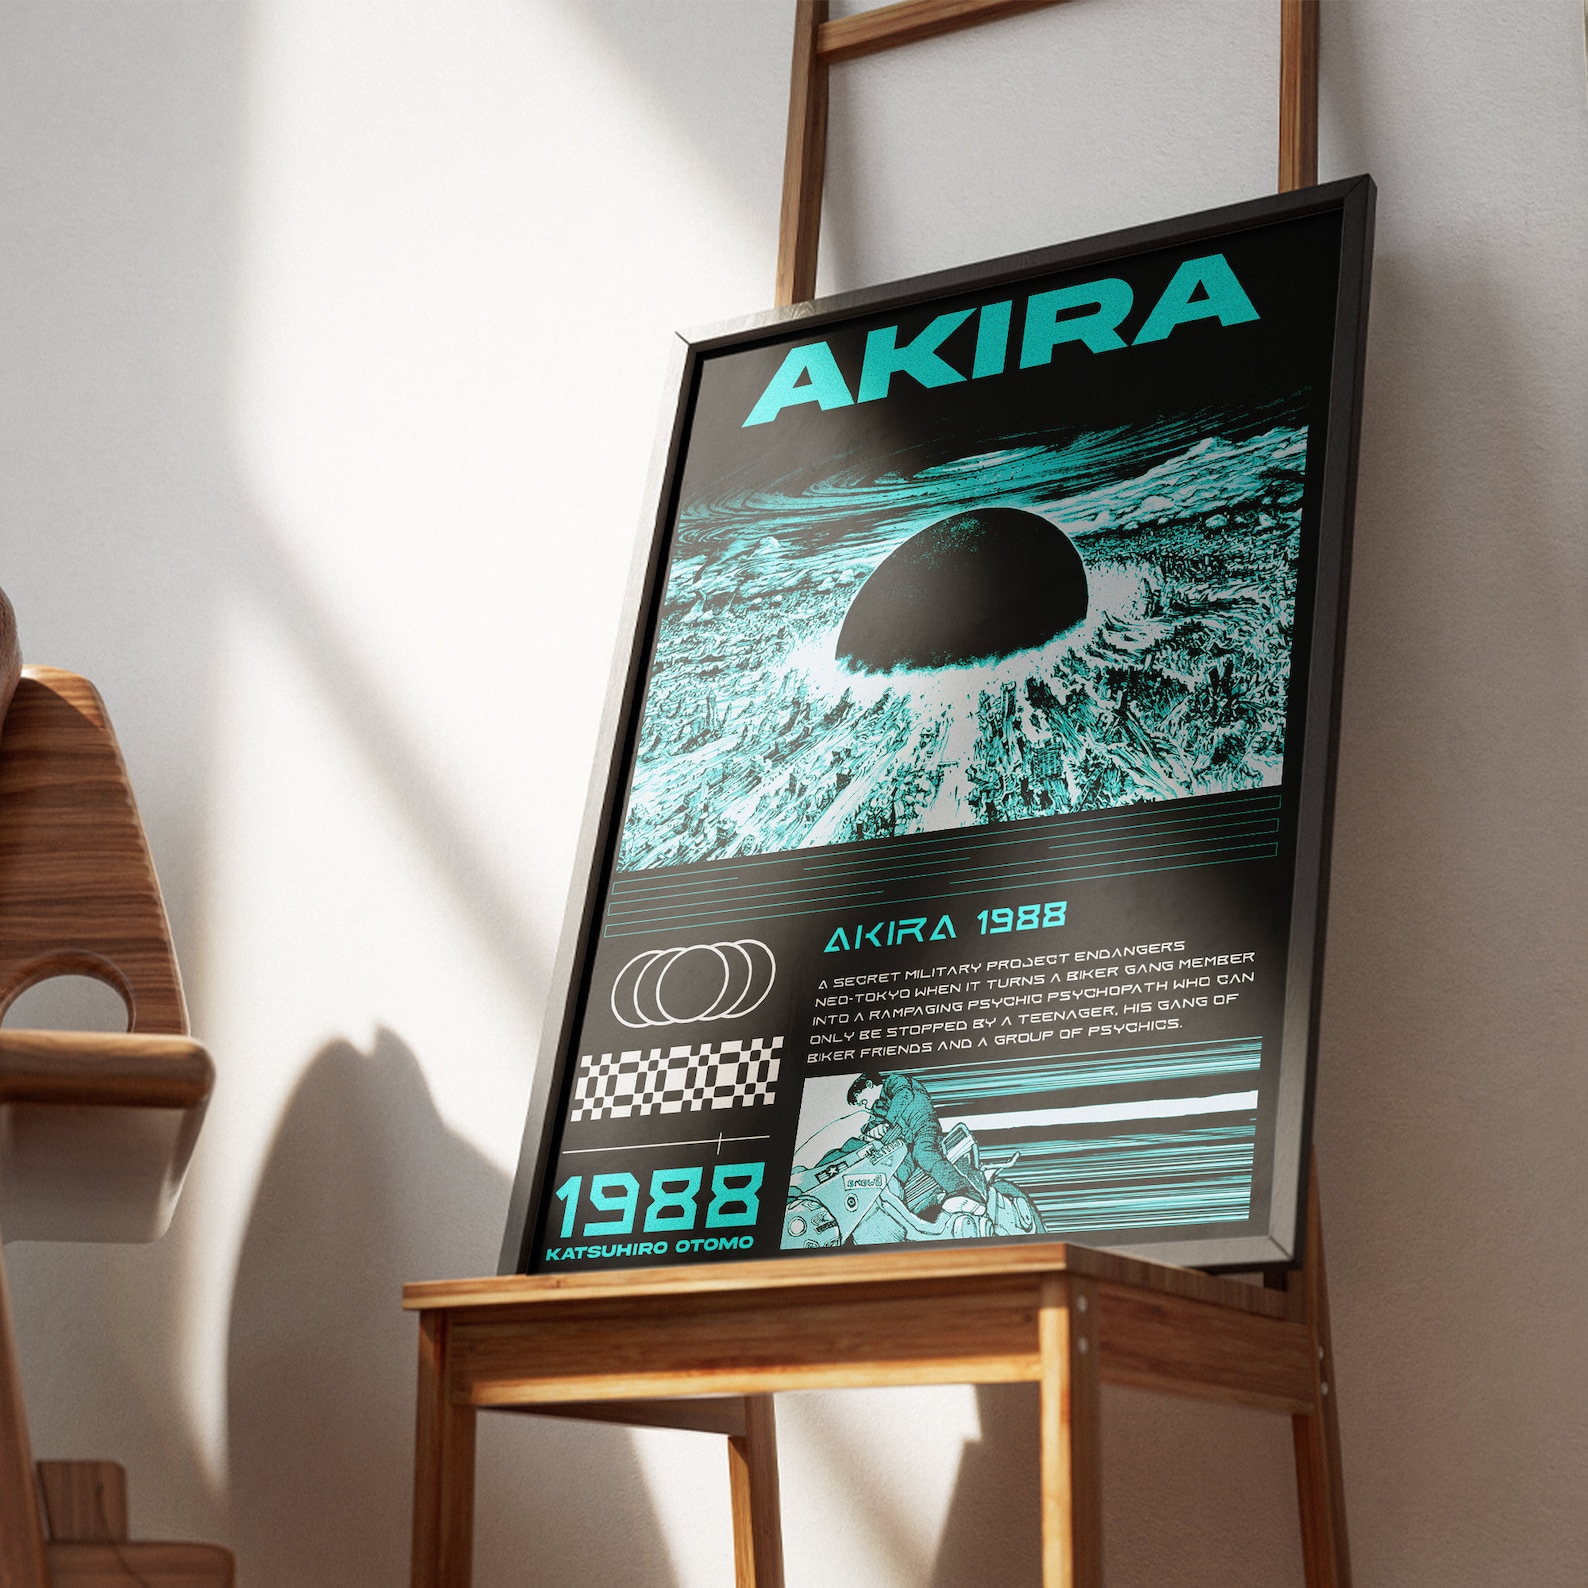 AKIRA
AKIRA 1988
A SECRET MILITARY PROJECT ENDANGERS
NEO-TOKYO WHEN IT TURNS A BIKER GANG MEMBER
INTO A RAMPAGING PSYCHIC PSYCHOPATH WHO CAN
ONLY BE STOPPED BY A TEENAGER, HIS GANG OF
BIKER FRIENDS AND A GROUP OF PSYCHICS.
1988
KATSUHIRO OTOMO